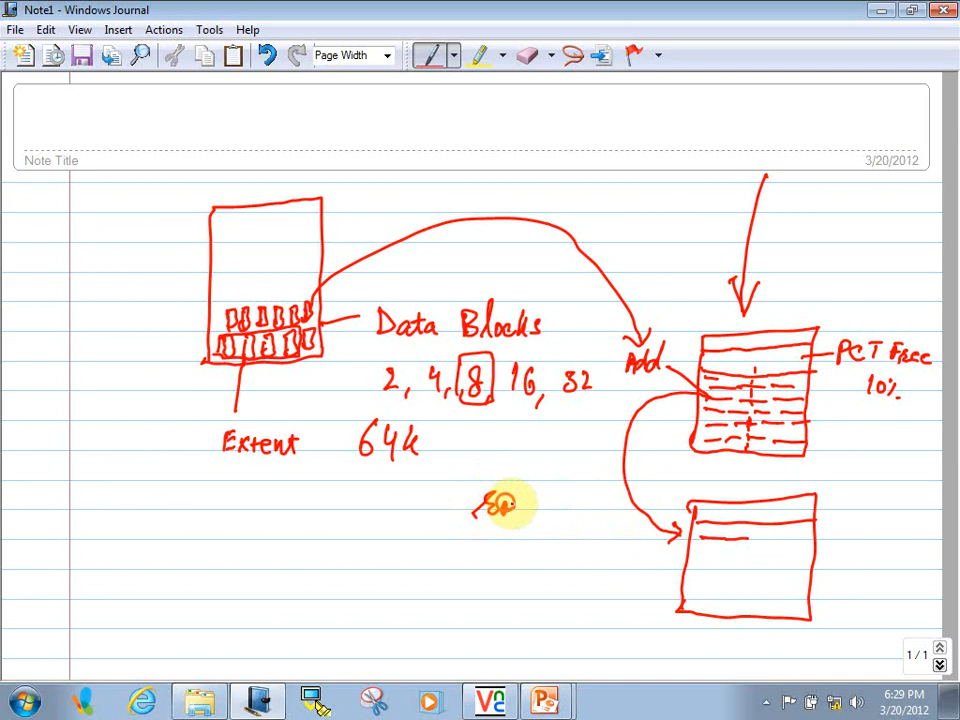 Note1 - Windows Journal
File Edit View Insert Actions Tools Help
Page Width
Note Title
3/20/2012
Data Blocks
2, 4, 8, 16, 32
Extent 64k
Add
PCT Free
10%
1 / 1
6:29 PM
3/20/2012